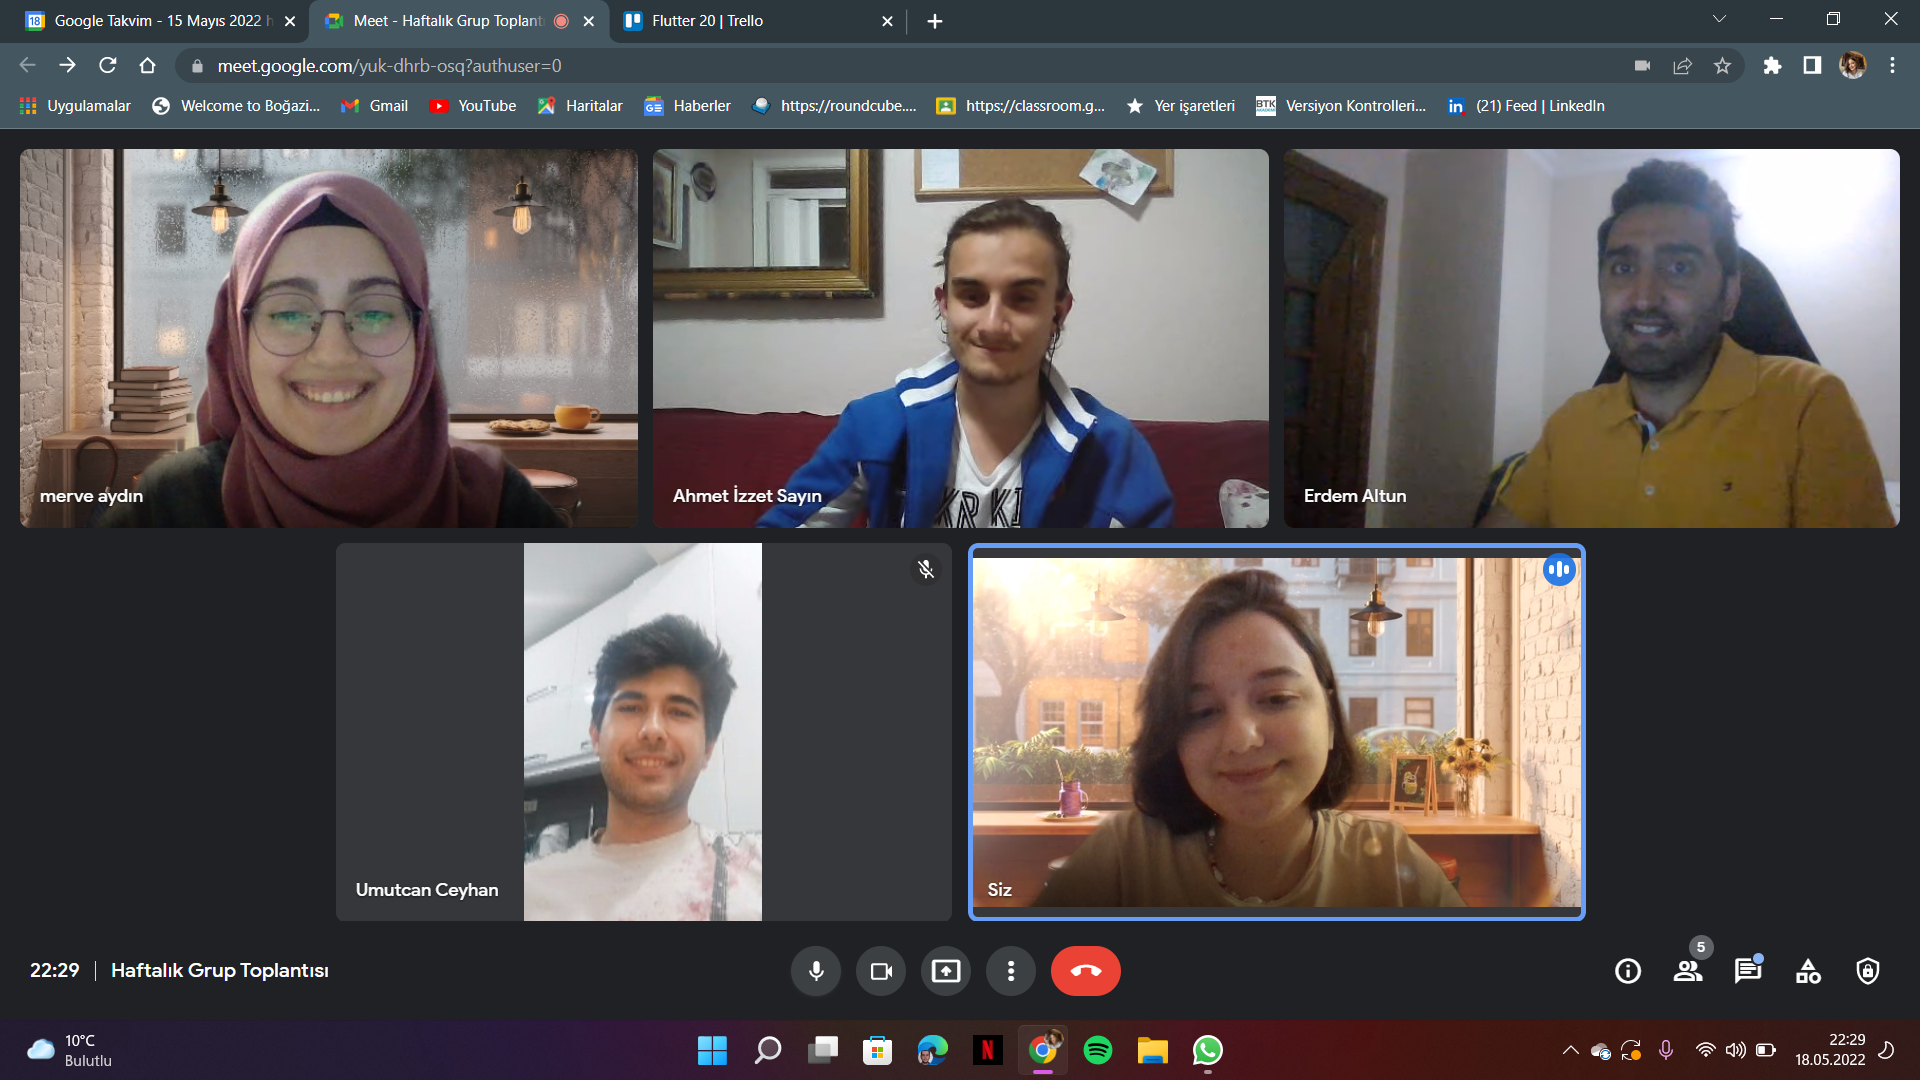 Google Takvim - 15 Mayıs 2022 h
Meet - Haftalık Grup Toplantı
Flutter 20 | Trello
meet.google.com/yuk-dhrb-osq?authuser=0
Uygulamalar
Welcome to Boğazi...
Gmail
YouTube
Haritalar
Haberler
https://roundcube....
https://classroom.g...
Yer işaretleri
BTK
Versiyon Kontrolleri...
(21) Feed | LinkedIn
merve aydın
Ahmet İzzet Sayın
Erdem Altun
Umutcan Ceyhan
Siz
22:29 | Haftalık Grup Toplantısı
5
10°C
Bulutlu
22:29
18.05.2022